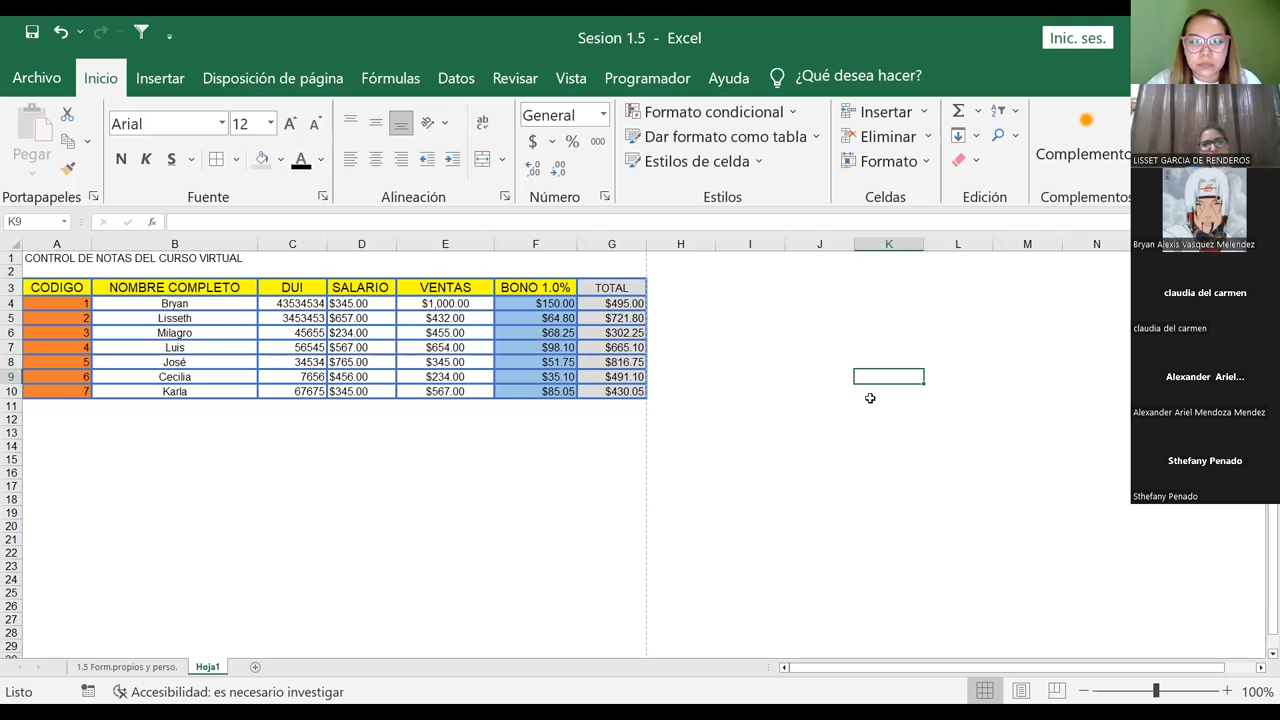 Sesion 1.5 - Excel
Inic. ses.
Archivo Inicio Insertar Disposición de página Fórmulas Datos Revisar Vista Programador Ayuda ¿Qué desea hacer?
Pegar
Arial 12
N K S A
ab
General
$ % 000
Formato condicional
Dar formato como tabla
Estilos de celda
Insertar
Eliminar
Formato
Complemento
Portapapeles Fuente Alineación Número Estilos Celdas Edición Complementos
K9 fx
A B C D E F G H I J K L M N
1 CONTROL DE NOTAS DEL CURSO VIRTUAL
2
3 CODIGO NOMBRE COMPLETO DUI SALARIO VENTAS BONO 1.0% TOTAL
4 1 Bryan 43534534 $345.00 $1,000.00 $150.00 $495.00
5 2 Lisseth 3453453 $657.00 $432.00 $64.80 $721.80
6 3 Milagro 45655 $234.00 $455.00 $68.25 $302.25
7 4 Luis 56545 $567.00 $654.00 $98.10 $665.10
8 5 José 34534 $765.00 $345.00 $51.75 $816.75
9 6 Cecilia 7656 $456.00 $234.00 $35.10 $491.10
10 7 Karla 67675 $345.00 $567.00 $85.05 $430.05
11
12
13
14
15
16
17
18
19
20
21
22
23
24
25
26
27
28
29
1.5 Form.propios y perso. Hoja1
Listo Accesibilidad: es necesario investigar 100%
LISSET GARCIA DE RENDEROS
Bryan Alexis Vasquez Melendez
claudia del carmen
claudia del carmen
Alexander Ariel...
Alexander Ariel Mendoza Mendez
Sthefany Penado
Sthefany Penado